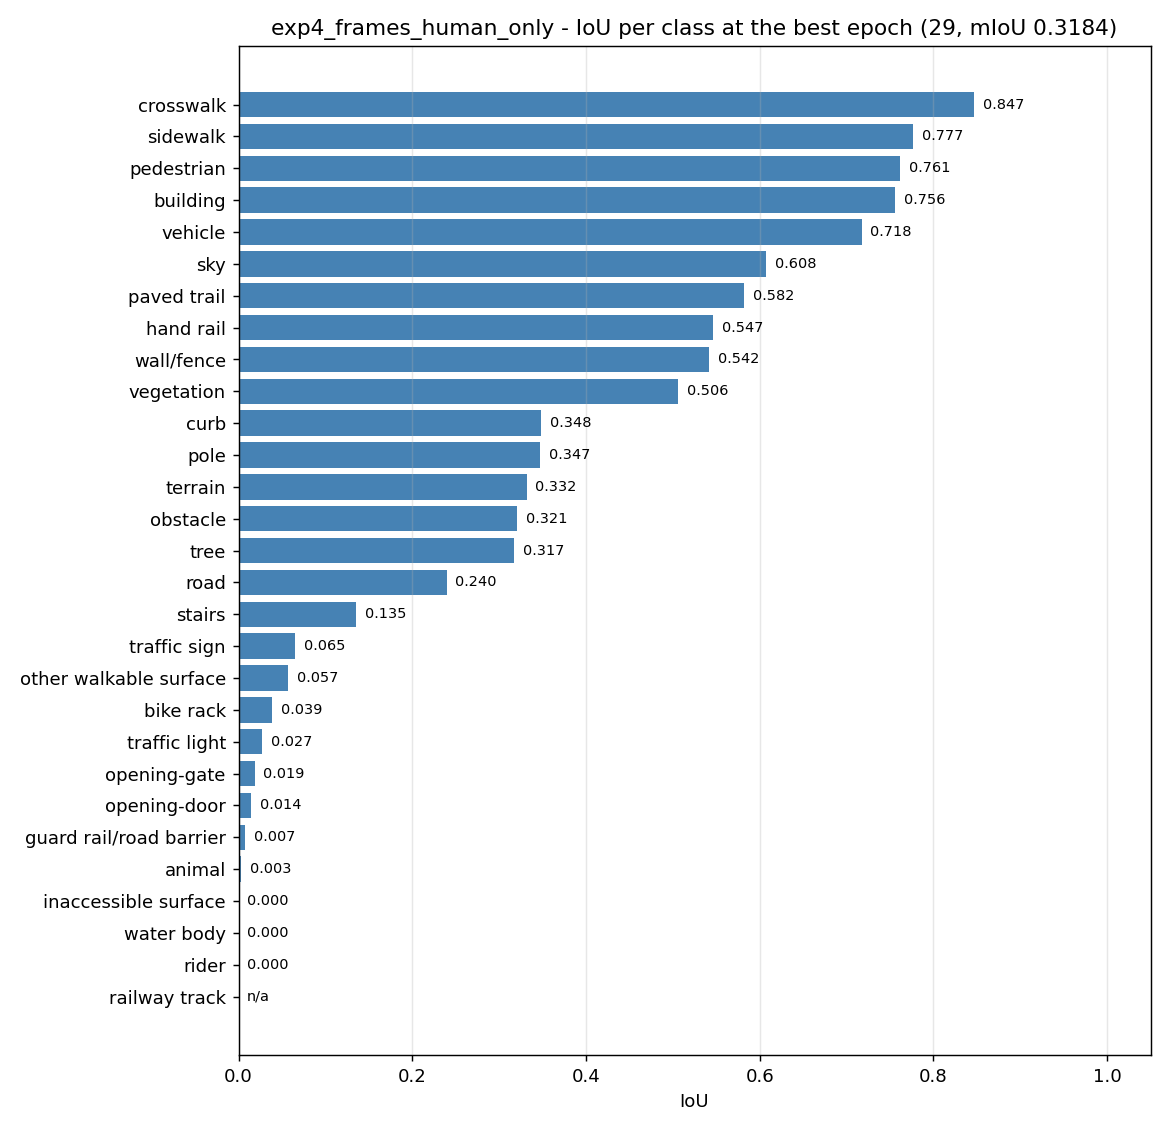 exp4_frames_human_only - IoU per class at the best epoch (29, mIoU 0.3184)
crosswalk 0.847
sidewalk 0.777
pedestrian 0.761
building 0.756
vehicle 0.718
sky 0.608
paved trail 0.582
hand rail 0.547
wall/fence 0.542
vegetation 0.506
curb 0.348
pole 0.347
terrain 0.332
obstacle 0.321
tree 0.317
road 0.240
stairs 0.135
traffic sign 0.065
other walkable surface 0.057
bike rack 0.039
traffic light 0.027
opening-gate 0.019
opening-door 0.014
guard rail/road barrier 0.007
animal 0.003
inaccessible surface 0.000
water body 0.000
rider 0.000
railway track n/a
0.0 0.2 0.4 0.6 0.8 1.0
IoU